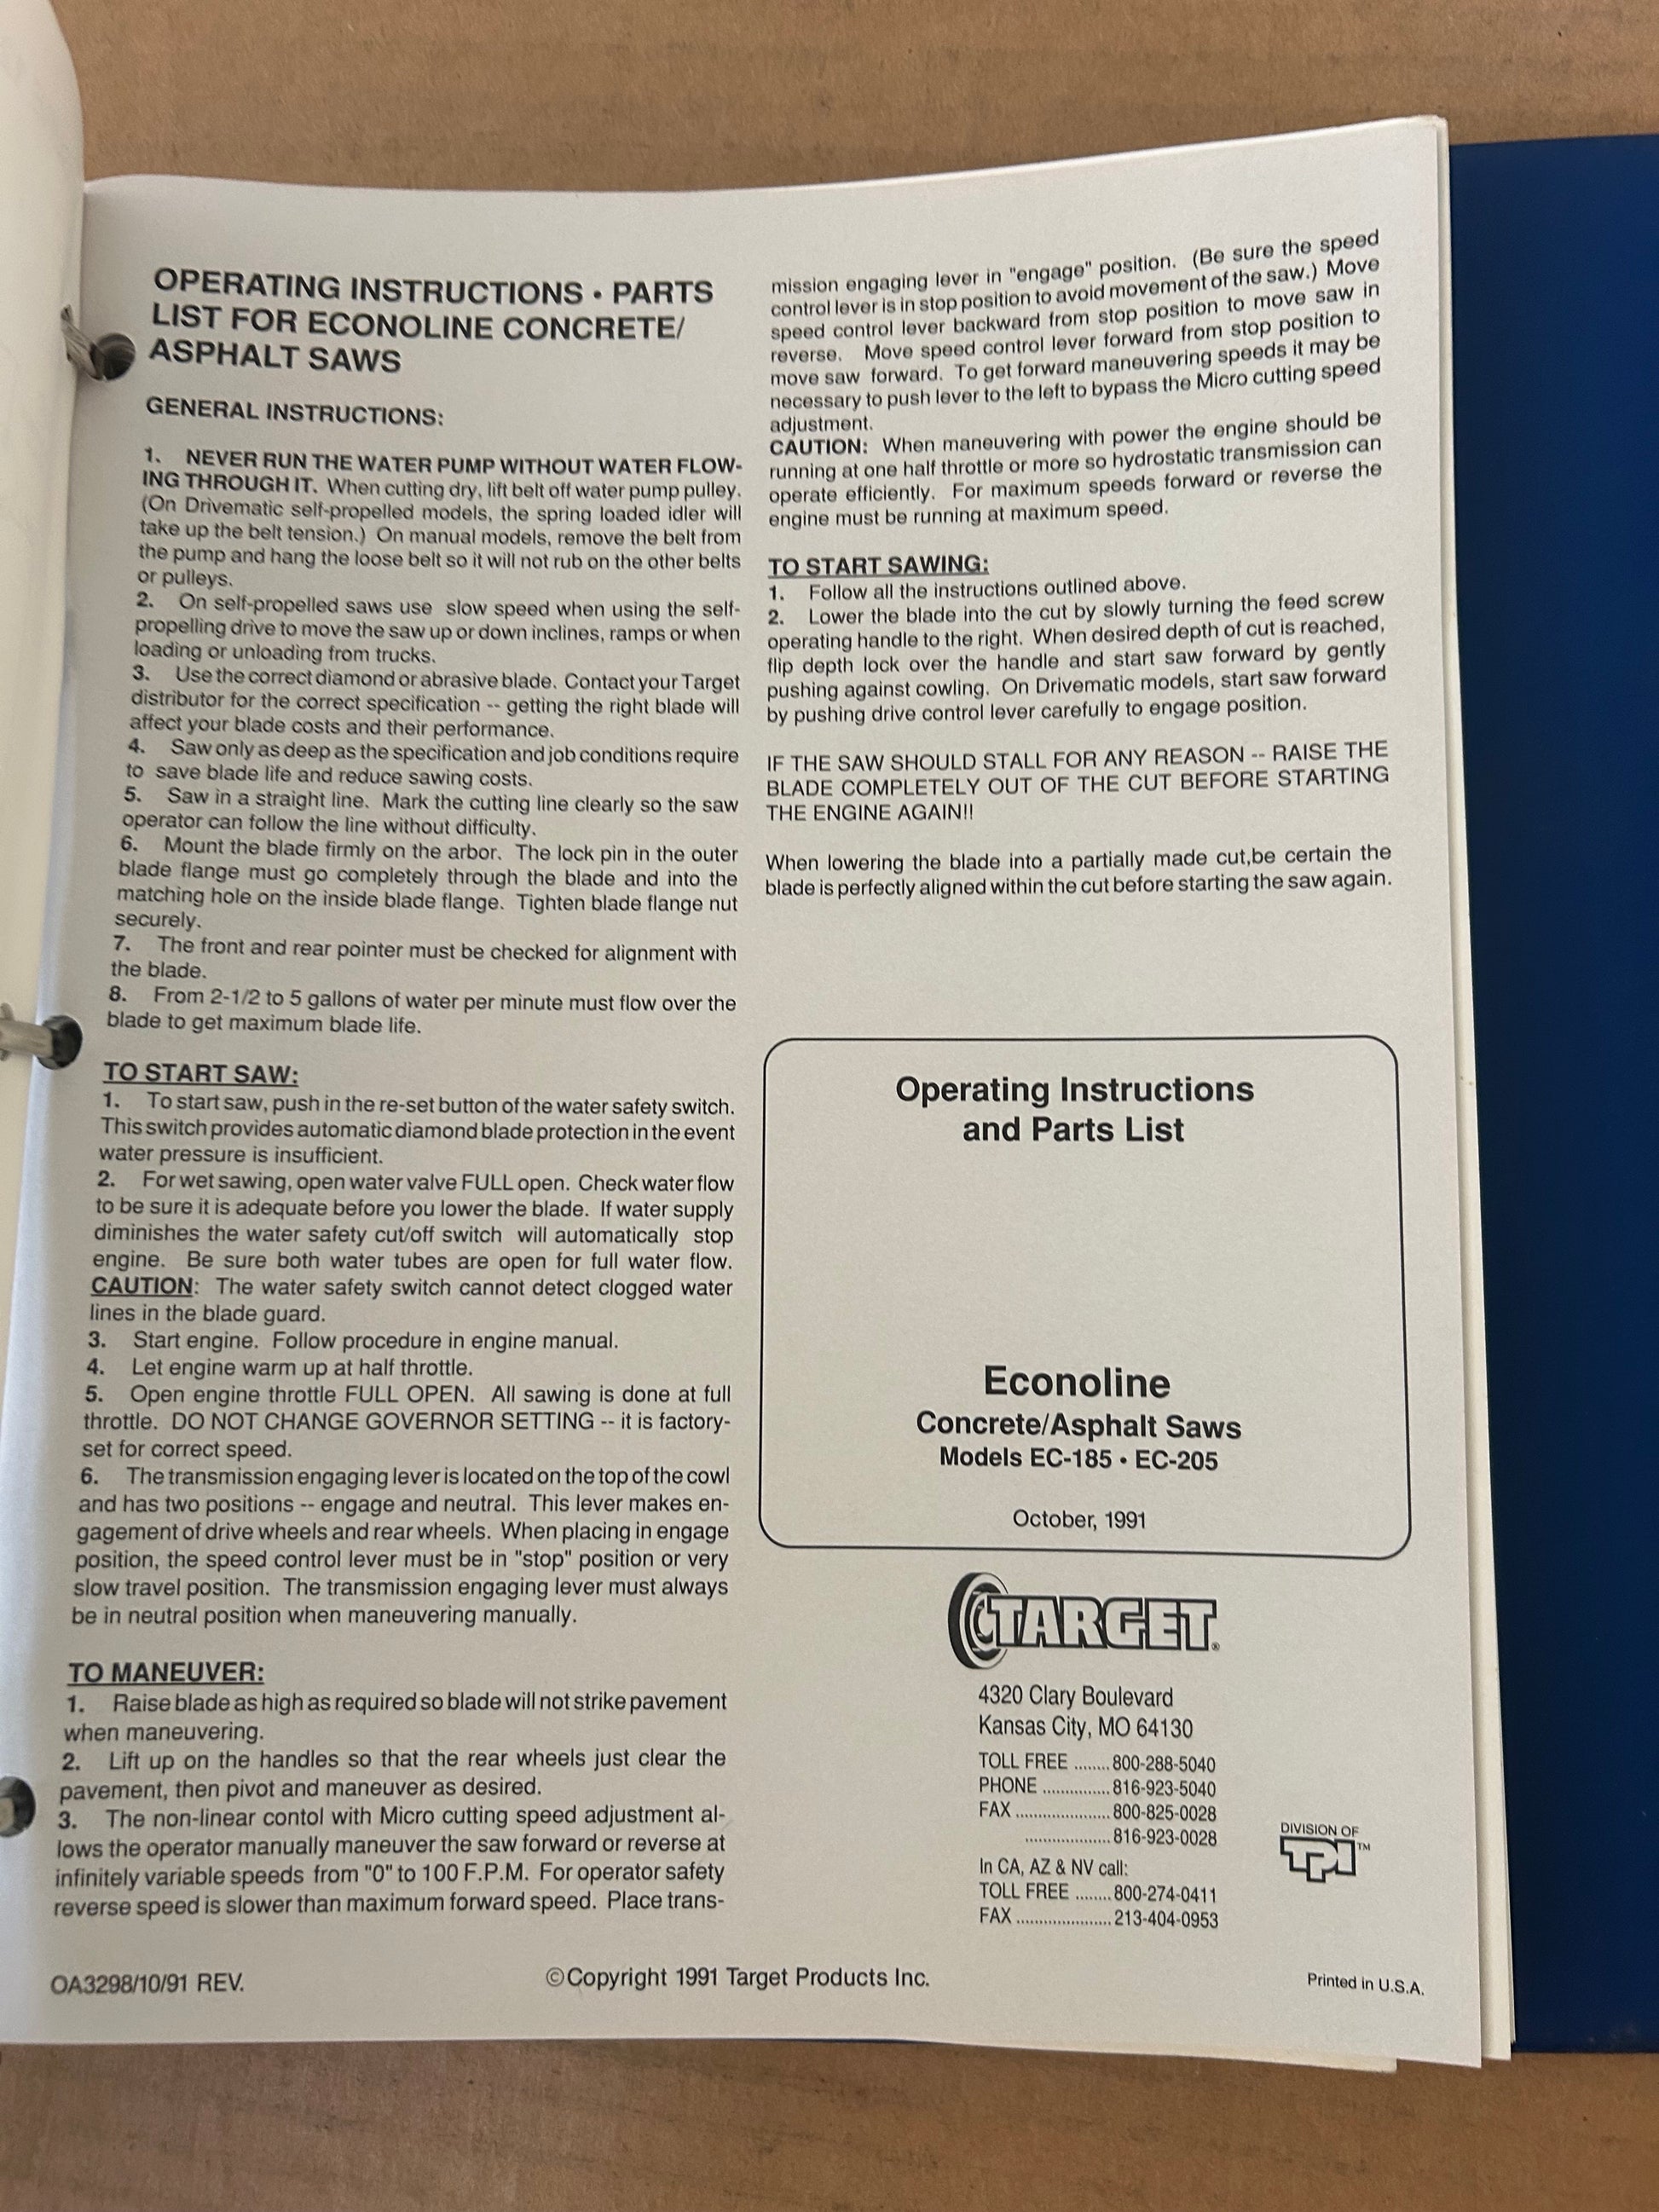 OPERATING INSTRUCTIONS • PARTS
LIST FOR ECONOLINE CONCRETE/
ASPHALT SAWS
GENERAL INSTRUCTIONS:
1. NEVER RUN THE WATER PUMP WITHOUT WATER FLOW-
ING THROUGH IT. When cutting dry, lift belt off water pump pulley.
(On Drivematic self-propelled models, the spring loaded idler will
take up the belt tension.) On manual models, remove the belt from
the pump and hang the loose belt so it will not rub on the other belts
or pulleys.
2. On self-propelled saws use slow speed when using the self-
propelling drive to move the saw up or down inclines, ramps or when
loading or unloading from trucks.
3. Use the correct diamond or abrasive blade. Contact your Target
distributor for the correct specification -- getting the right blade will
affect your blade costs and their performance.
4. Saw only as deep as the specification and job conditions require
to save blade life and reduce sawing costs.
5. Saw in a straight line. Mark the cutting line clearly so the saw
operator can follow the line without difficulty.
6. Mount the blade firmly on the arbor. The lock pin in the outer
blade flange must go completely through the blade and into the
matching hole on the inside blade flange. Tighten blade flange nut
securely.
7. The front and rear pointer must be checked for alignment with
the blade.
8. From 2-1/2 to 5 gallons of water per minute must flow over the
blade to get maximum blade life.
TO START SAW:
1. To start saw, push in the re-set button of the water safety switch.
This switch provides automatic diamond blade protection in the event
water pressure is insufficient.
2. For wet sawing, open water valve FULL open. Check water flow
to be sure it is adequate before you lower the blade. If water supply
diminishes the water safety cut/off switch will automatically stop
engine. Be sure both water tubes are open for full water flow.
CAUTION: The water safety switch cannot detect clogged water
lines in the blade guard.
3. Start engine. Follow procedure in engine manual.
4. Let engine warm up at half throttle.
5. Open engine throttle FULL OPEN. All sawing is done at full
throttle. DO NOT CHANGE GOVERNOR SETTING -- it is factory-
set for correct speed.
6. The transmission engaging lever is located on the top of the cowl
and has two positions -- engage and neutral. This lever makes en-
gagement of drive wheels and rear wheels. When placing in engage
position, the speed control lever must be in "stop" position or very
slow travel position. The transmission engaging lever must always
be in neutral position when maneuvering manually.
TO MANEUVER:
1. Raise blade as high as required so blade will not strike pavement
when maneuvering.
2. Lift up on the handles so that the rear wheels just clear the
pavement, then pivot and maneuver as desired.
3. The non-linear contol with Micro cutting speed adjustment al-
lows the operator manually maneuver the saw forward or reverse at
infinitely variable speeds from "0" to 100 F.P.M. For operator safety
reverse speed is slower than maximum forward speed. Place trans-
mission engaging lever in "engage" position. (Be sure the speed
control lever is in stop position to avoid movement of the saw.) Move
speed control lever backward from stop position to move saw in
reverse. Move speed control lever forward from stop position to
move saw forward. To get forward maneuvering speeds it may be
necessary to push lever to the left to bypass the Micro cutting speed
adjustment.
CAUTION: When maneuvering with power the engine should be
running at one half throttle or more so hydrostatic transmission can
operate efficiently. For maximum speeds forward or reverse the
engine must be running at maximum speed.
TO START SAWING:
1. Follow all the instructions outlined above.
2. Lower the blade into the cut by slowly turning the feed screw
operating handle to the right. When desired depth of cut is reached,
flip depth lock over the handle and start saw forward by gently
pushing against cowling. On Drivematic models, start saw forward
by pushing drive control lever carefully to engage position.
IF THE SAW SHOULD STALL FOR ANY REASON -- RAISE THE
BLADE COMPLETELY OUT OF THE CUT BEFORE STARTING
THE ENGINE AGAIN!!
When lowering the blade into a partially made cut,be certain the
blade is perfectly aligned within the cut before starting the saw again.
Operating Instructions
and Parts List
Econoline
Concrete/Asphalt Saws
Models EC-185 • EC-205
October, 1991
TARGET®
4320 Clary Boulevard
Kansas City, MO 64130
TOLL FREE ........ 800-288-5040
PHONE ............... 816-923-5040
FAX ..................... 800-825-0028
................... 816-923-0028
In CA, AZ & NV call:
TOLL FREE ........ 800-274-0411
FAX ..................... 213-404-0953
DIVISION OF
TPI™
OA3298/10/91 REV.
©Copyright 1991 Target Products Inc.
Printed in U.S.A.